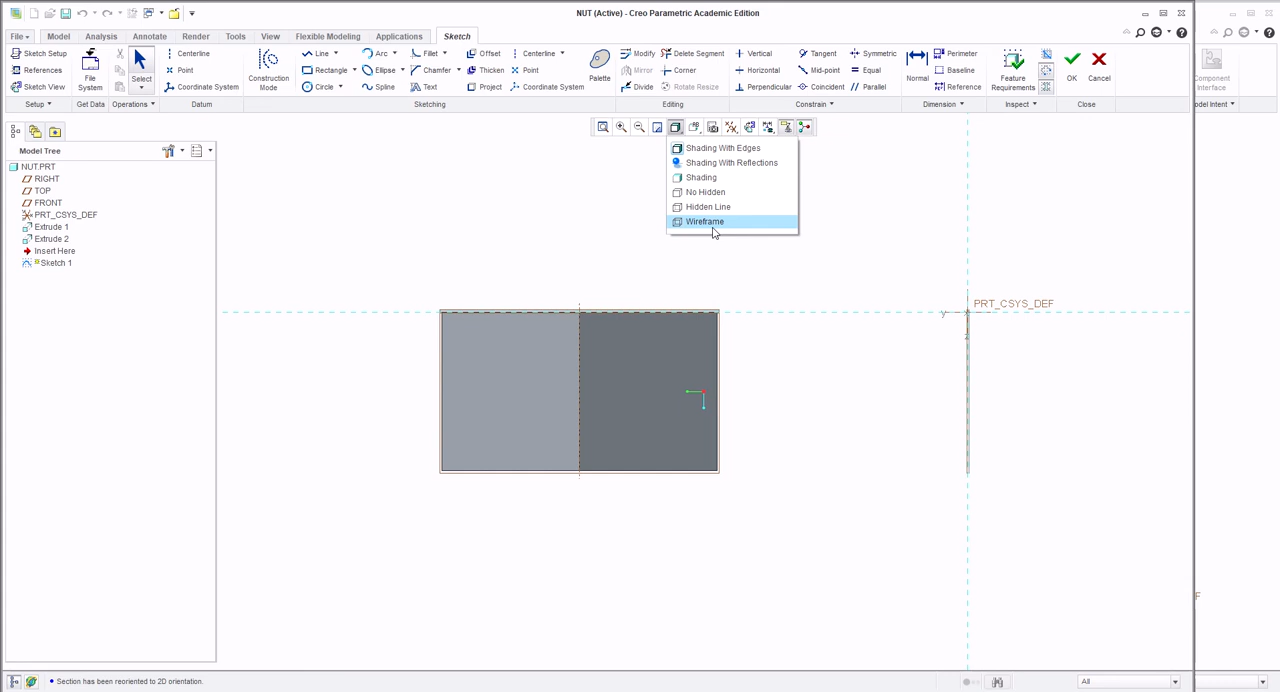 NUT (Active) - Creo Parametric Academic Edition
File Model Analysis Annotate Render Tools View Flexible Modeling Applications Sketch
Sketch Setup
References
Sketch View
Setup
File System
Get Data
Select
Operations
Centerline
Point
Coordinate System
Datum
Construction Mode
Line Arc Fillet Offset Centerline
Rectangle Ellipse Chamfer Thicken Point
Circle Spline Text Project Coordinate System
Palette
Sketching
Modify Delete Segment
Mirror Corner
Divide Rotate Resize
Editing
Vertical Tangent Symmetric
Horizontal Mid-point Equal
Perpendicular Coincident Parallel
Constrain
Normal
Perimeter
Baseline
Reference
Dimension
Feature Requirements
Inspect
OK Cancel
Close
Component Interface
odel Intent
Model Tree
NUT.PRT
RIGHT
TOP
FRONT
PRT_CSYS_DEF
Extrude 1
Extrude 2
Insert Here
Sketch 1
Shading With Edges
Shading With Reflections
Shading
No Hidden
Hidden Line
Wireframe
PRT_CSYS_DEF
y
F
Section has been reoriented to 2D orientation.
All